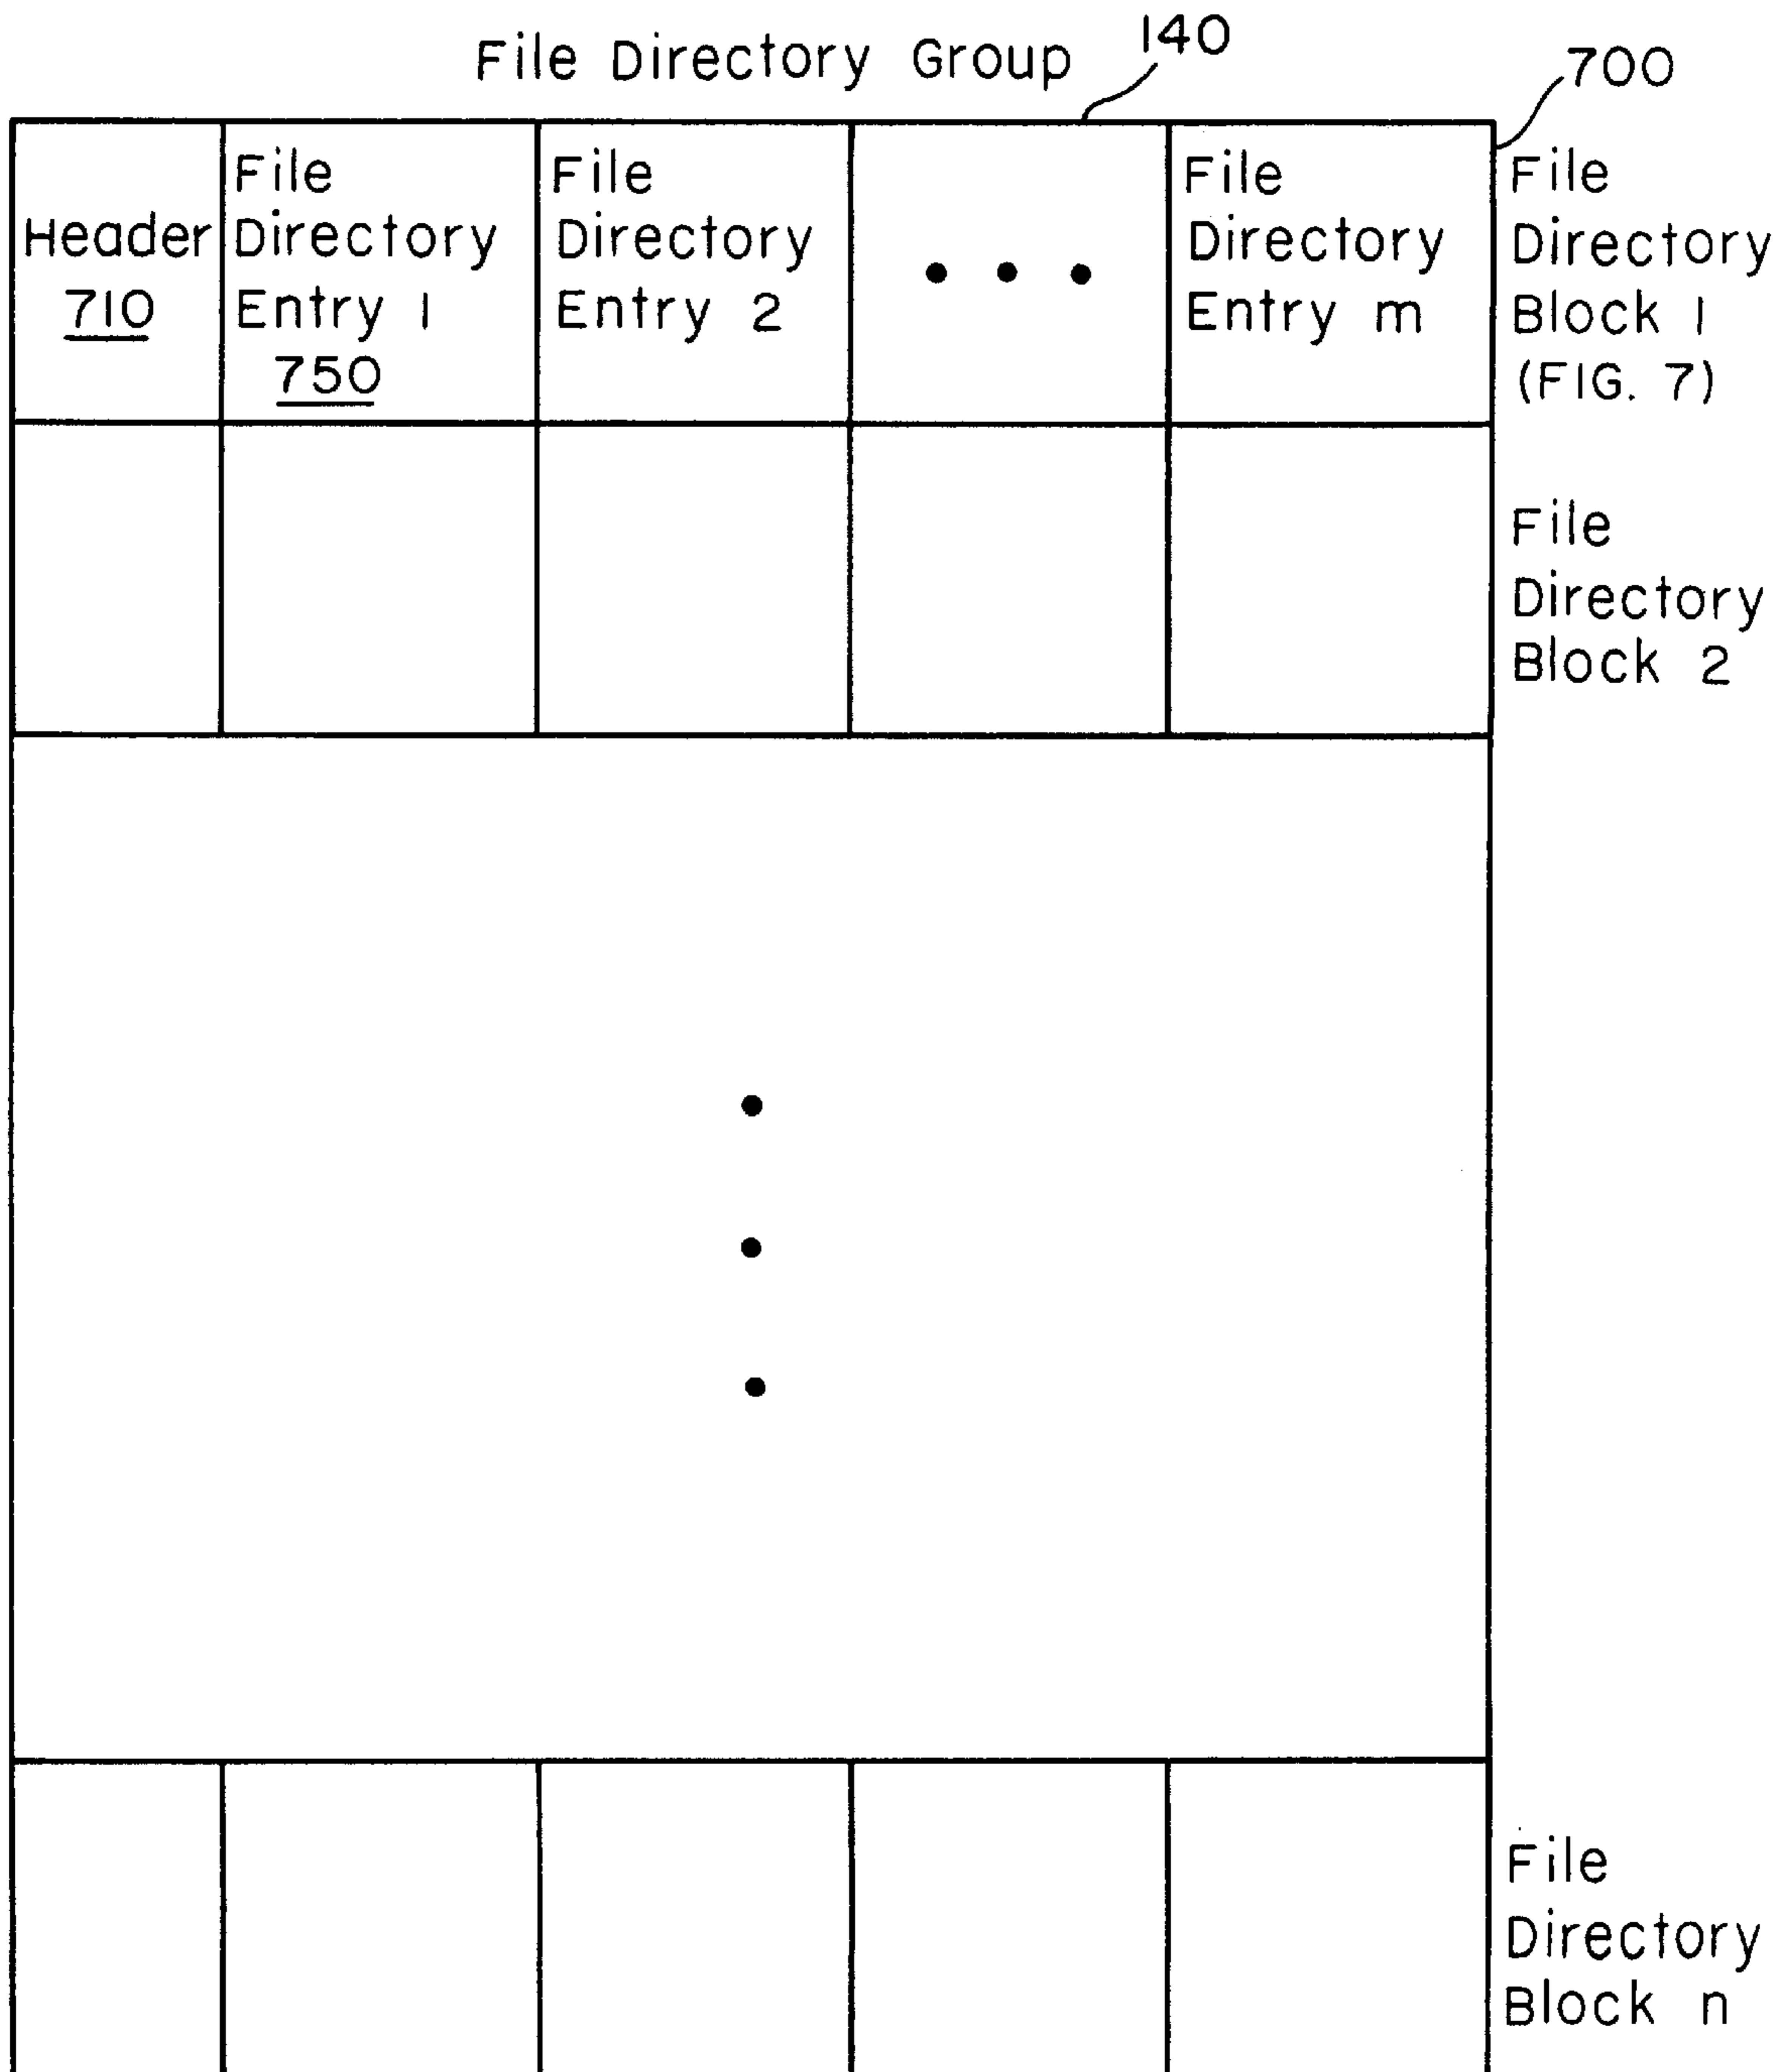 File Directory Group
140
700
Header
710
File
Directory
Entry 1
750
File
Directory
Entry 2
File
Directory
Entry m
File
Directory
Block 1
(FIG. 7)
File
Directory
Block 2
File
Directory
Block n